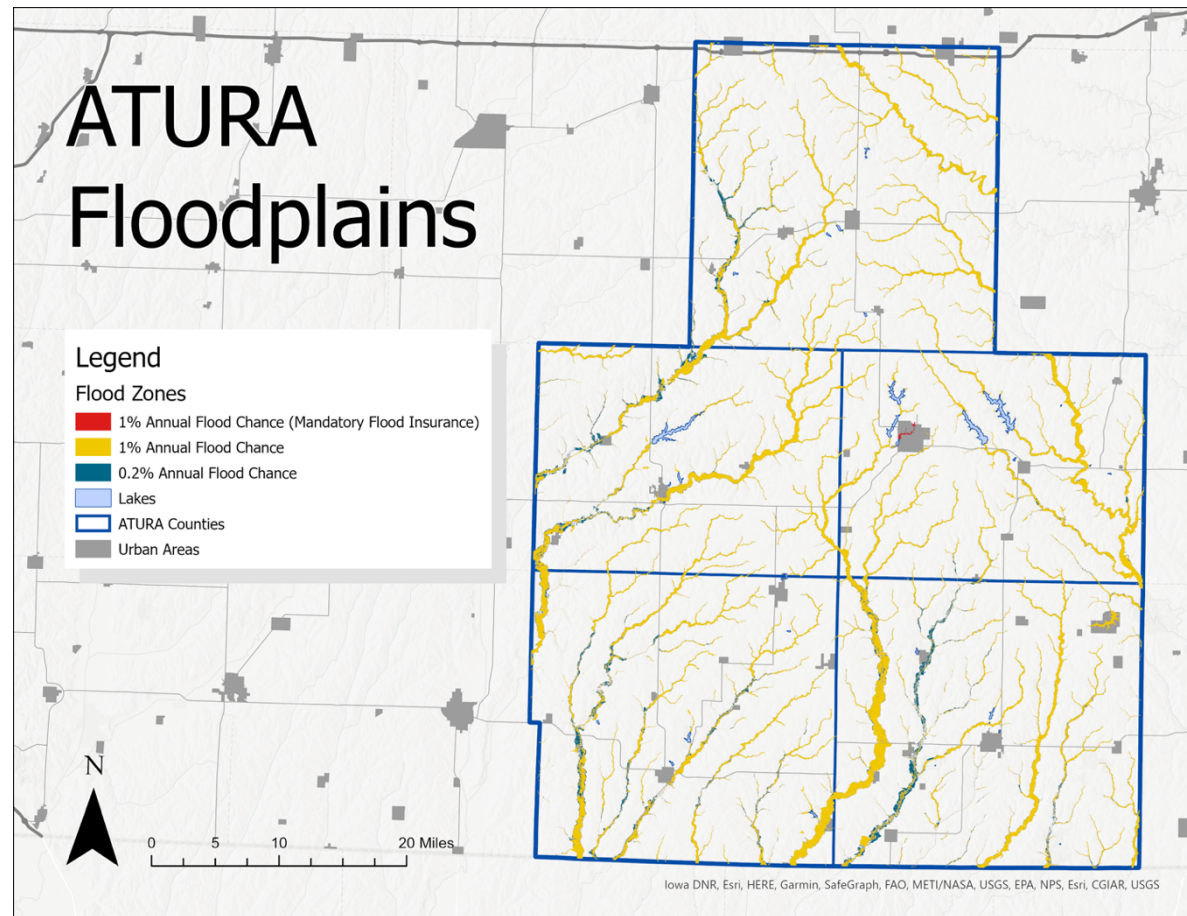 ATURA
Floodplains
Legend
Flood Zones
1% Annual Flood Chance (Mandatory Flood Insurance)
1% Annual Flood Chance
0.2% Annual Flood Chance
Lakes
ATURA Counties
Urban Areas
N
0 5 10 20 Miles
Iowa DNR, Esri, HERE, Garmin, SafeGraph, FAO, METI/NASA, USGS, EPA, NPS, Esri, CGIAR, USGS